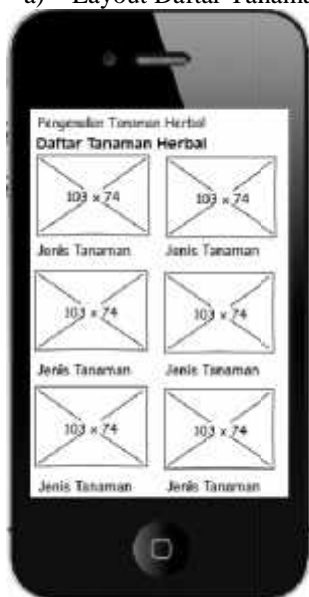 a) Layout Daftar Tanama
Pengenalan Tanaman Herbal
Daftar Tanaman Herbal
103 x 74 103 x 74
Jenis Tanaman Jenis Tanaman
103 x 74 103 x 74
Jenis Tanaman Jenis Tanaman
103 x 74 103 x 74
Jenis Tanaman Jenis Tanaman